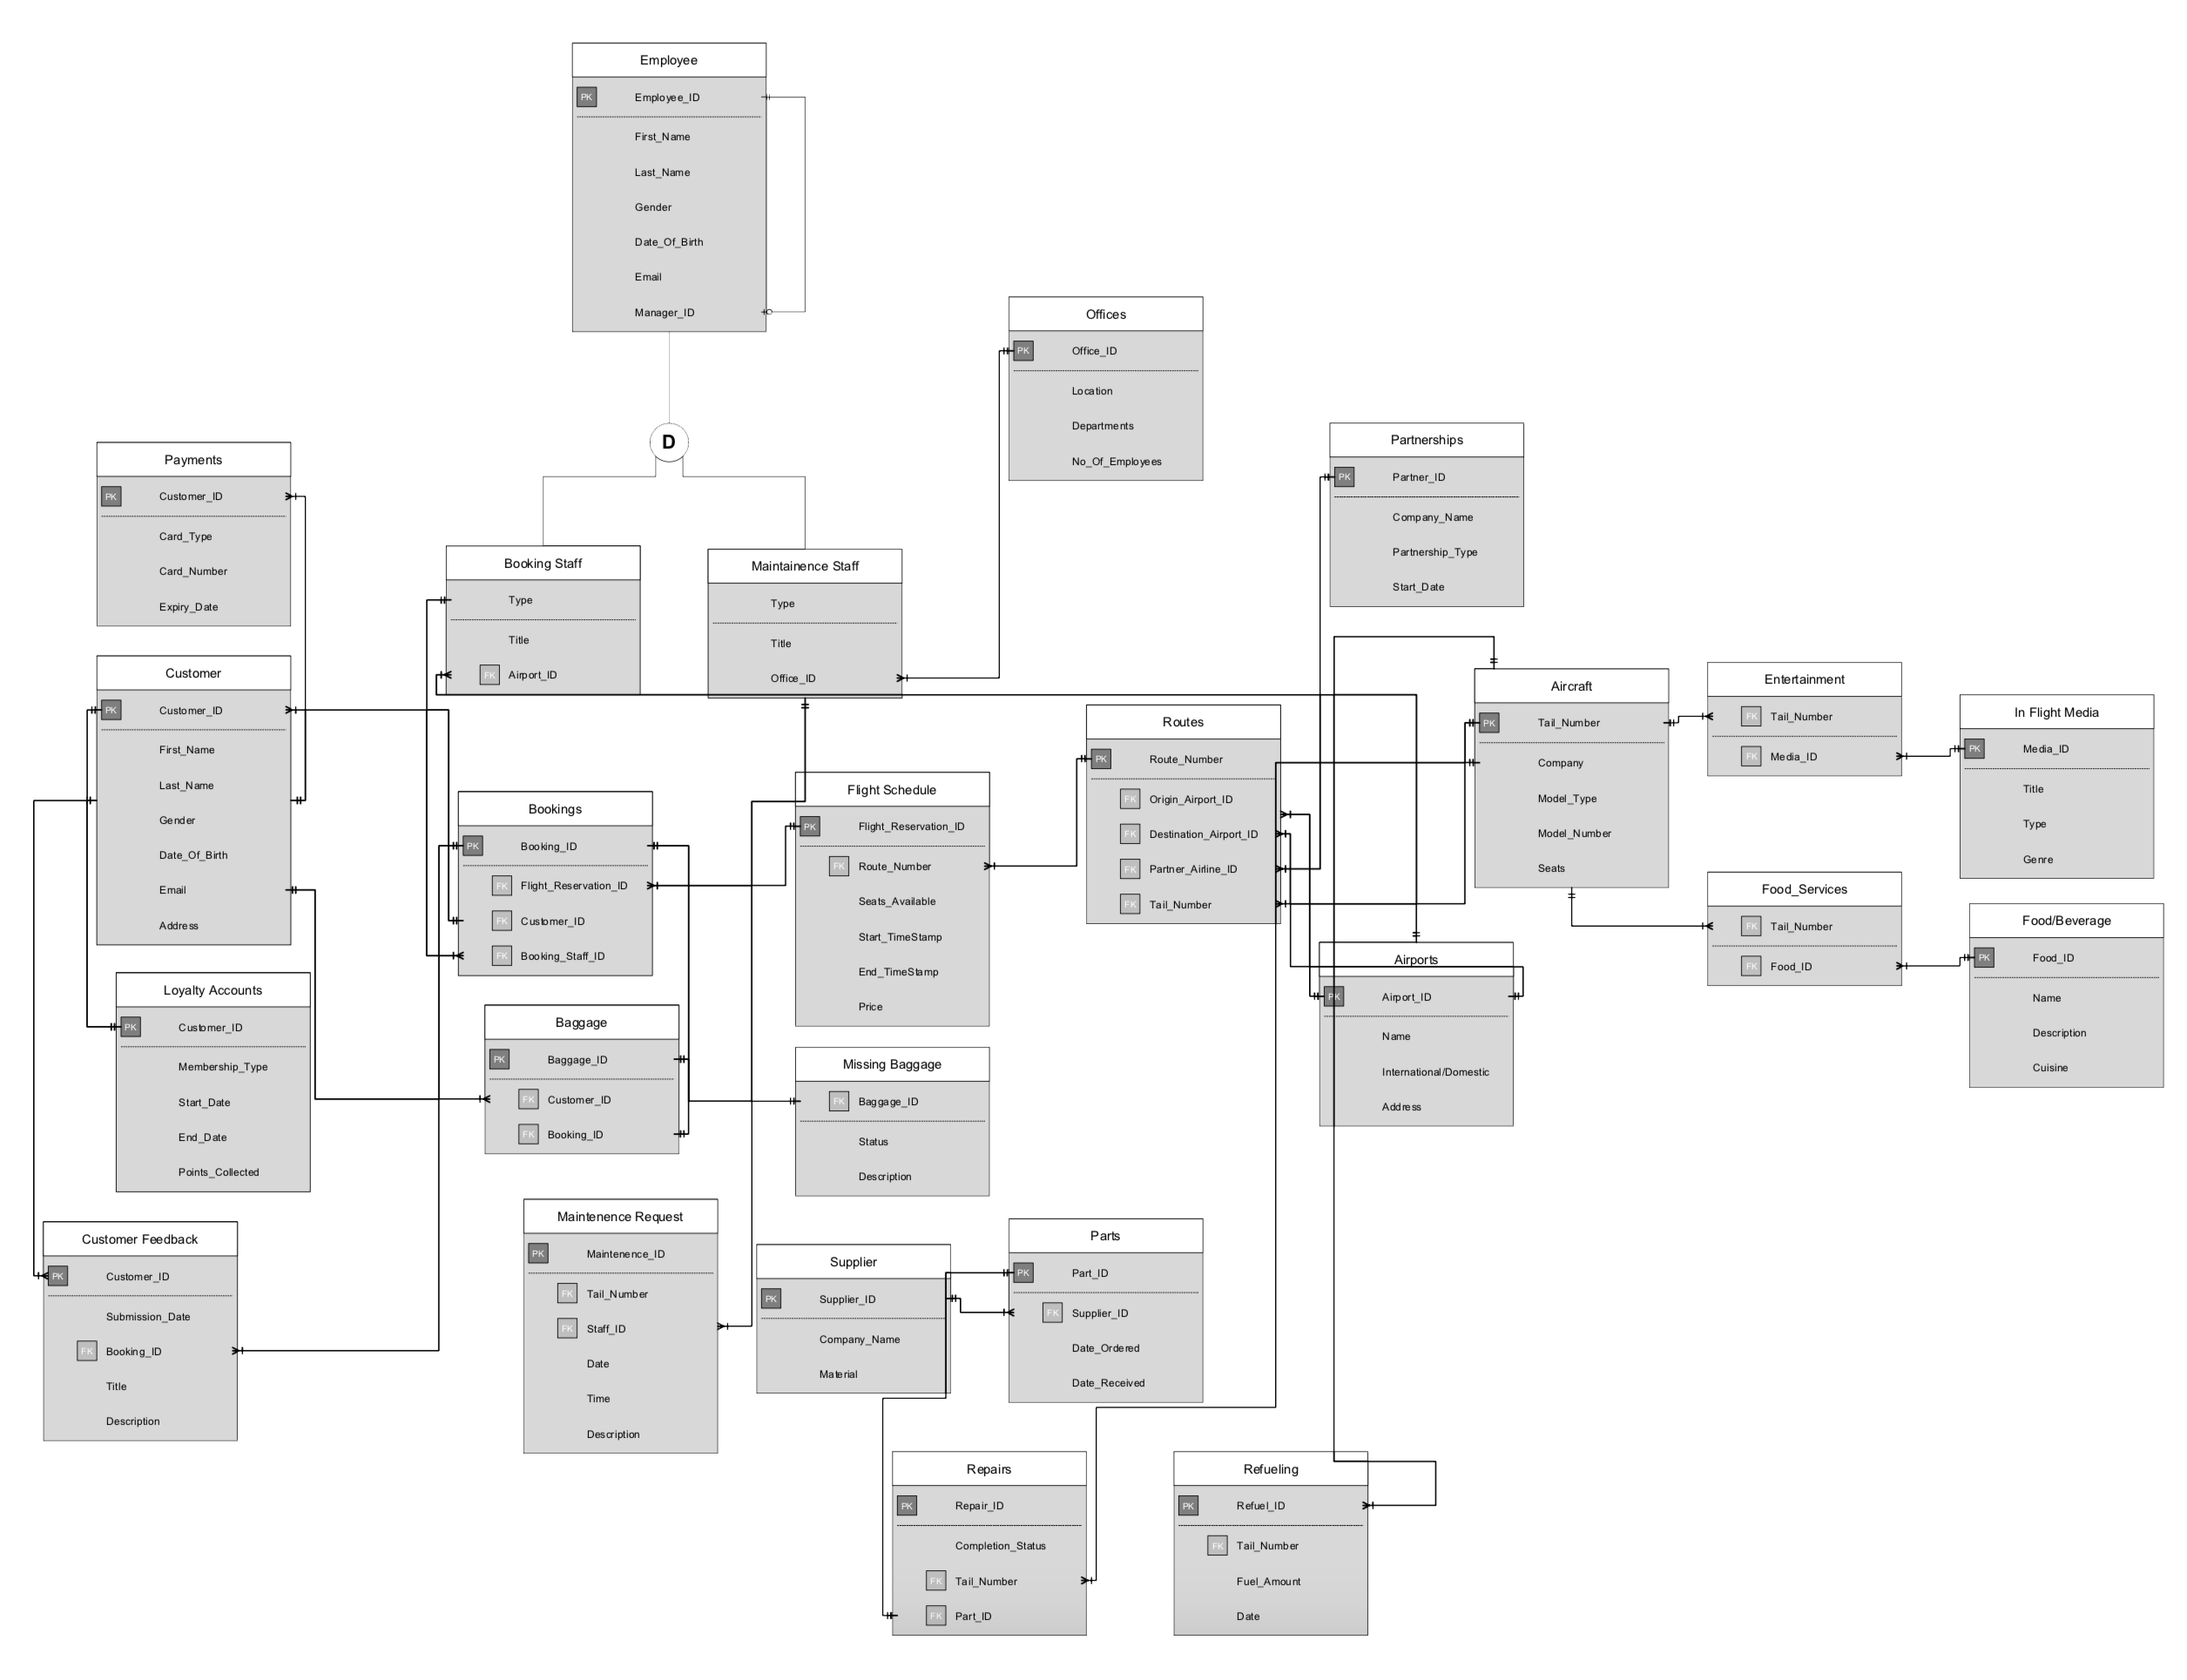 Employee
PK Employee_ID
First_Name
Last_Name
Gender
Date_Of_Birth
Email
Manager_ID
D
Offices
PK Office_ID
Location
Departments
No_Of_Employees
Partnerships
PK Partner_ID
Company_Name
Partnership_Type
Start_Date
Payments
PK Customer_ID
Card_Type
Card_Number
Expiry_Date
Booking Staff
Type
Title
FK Airport_ID
Maintainence Staff
Type
Title
Office_ID
Customer
PK Customer_ID
First_Name
Last_Name
Gender
Date_Of_Birth
Email
Address
Bookings
PK Booking_ID
FK Flight_Reservation_ID
FK Customer_ID
FK Booking_Staff_ID
Flight Schedule
PK Flight_Reservation_ID
FK Route_Number
Seats_Available
Start_TimeStamp
End_TimeStamp
Price
Routes
PK Route_Number
FK Origin_Airport_ID
FK Destination_Airport_ID
FK Partner_Airline_ID
FK Tail_Number
Aircraft
PK Tail_Number
Company
Model_Type
Model_Number
Seats
Entertainment
FK Tail_Number
FK Media_ID
In Flight Media
PK Media_ID
Title
Type
Genre
Food_Services
FK Tail_Number
FK Food_ID
Food/Beverage
PK Food_ID
Name
Description
Cuisine
Airports
PK Airport_ID
Name
International/Domestic
Address
Loyalty Accounts
PK Customer_ID
Membership_Type
Start_Date
End_Date
Points_Collected
Baggage
PK Baggage_ID
FK Customer_ID
FK Booking_ID
Missing Baggage
FK Baggage_ID
Status
Description
Customer Feedback
PK Customer_ID
Submission_Date
FK Booking_ID
Title
Description
Maintenence Request
PK Maintenence_ID
FK Tail_Number
FK Staff_ID
Date
Time
Description
Supplier
PK Supplier_ID
Company_Name
Material
Parts
PK Part_ID
FK Supplier_ID
Date_Ordered
Date_Received
Repairs
PK Repair_ID
Completion_Status
FK Tail_Number
FK Part_ID
Refueling
PK Refuel_ID
FK Tail_Number
Fuel_Amount
Date